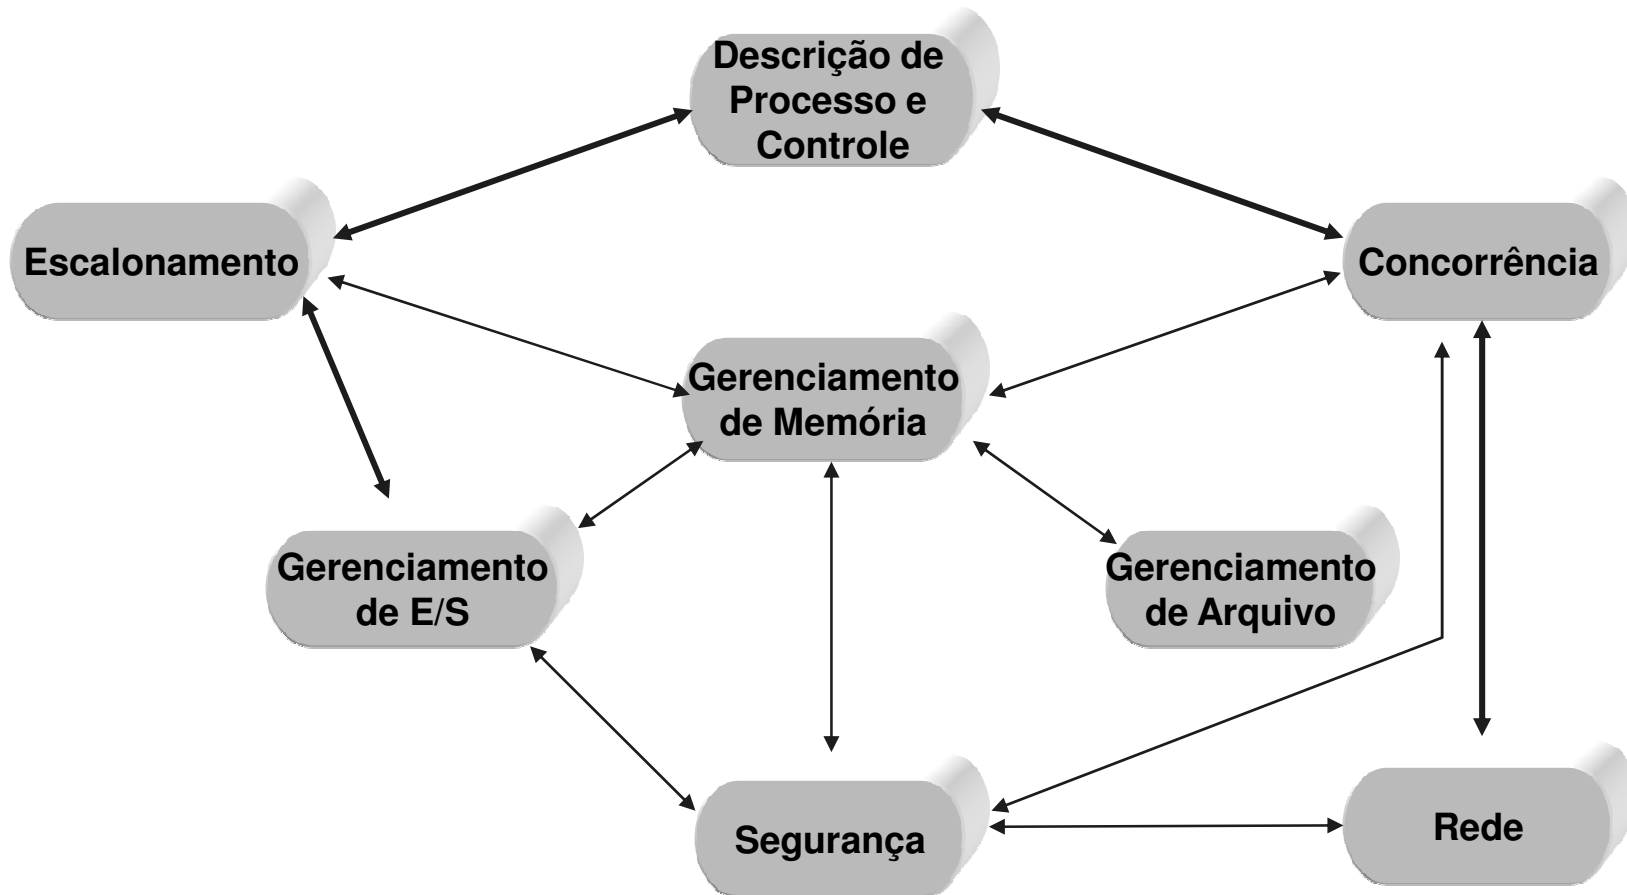 Descrição de
Processo e
Controle
Escalonamento
Concorrência
Gerenciamento
de Memória
Gerenciamento
de E/S
Gerenciamento
de Arquivo
Segurança
Rede